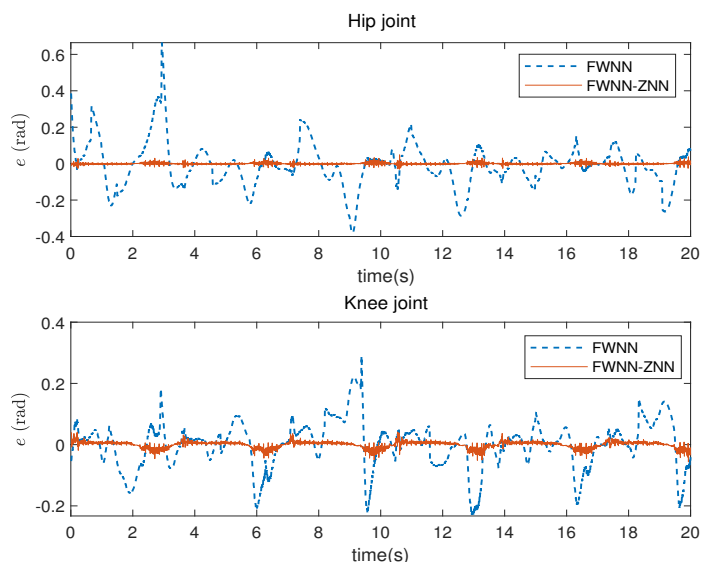 Hip joint
0.6
0.4
0.2
0
-0.2
-0.4
e (rad)
FWNN
FWNN-ZNN
0 2 4 6 8 10 12 14 16 18 20
time(s)
Knee joint
0.4
0.2
0
-0.2
e (rad)
FWNN
FWNN-ZNN
0 2 4 6 8 10 12 14 16 18 20
time(s)